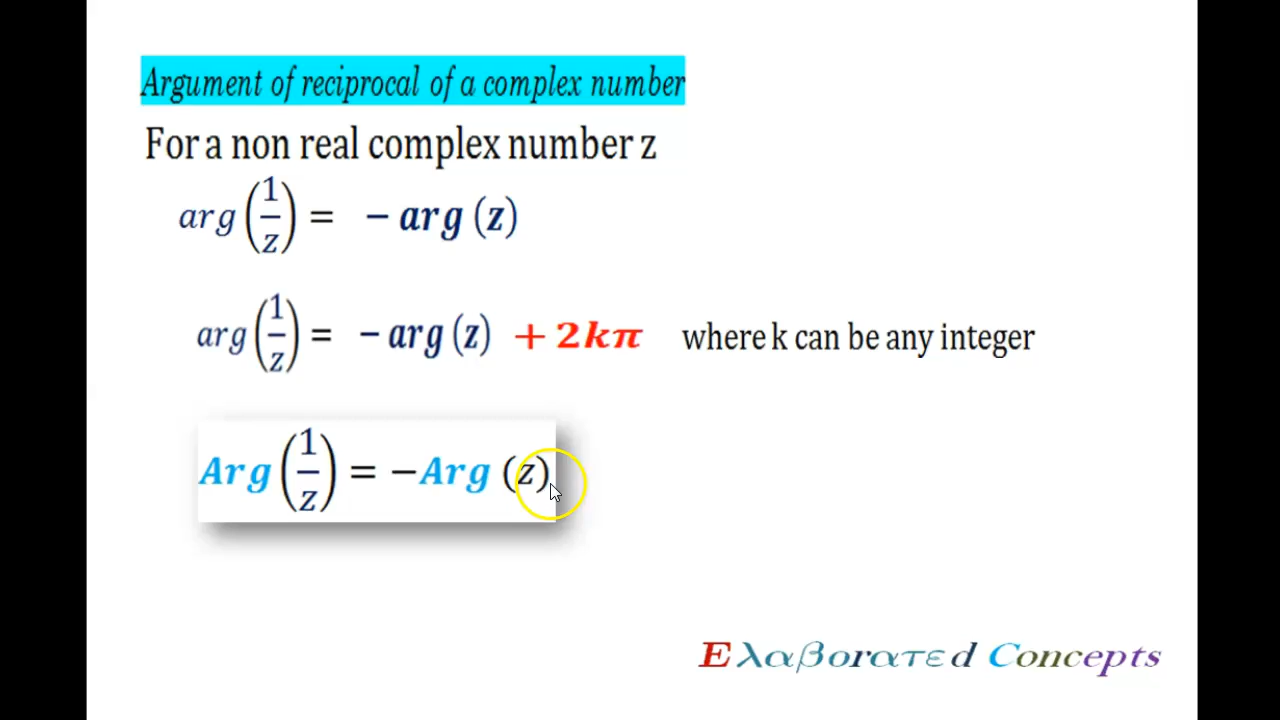 Argument of reciprocal of a complex number
For a non real complex number z
arg (1/z) = − arg (z)
arg (1/z) = − arg (z) + 2kπ where k can be any integer
Arg (1/z) = −Arg (z)
Eλαβorατεd Concepts